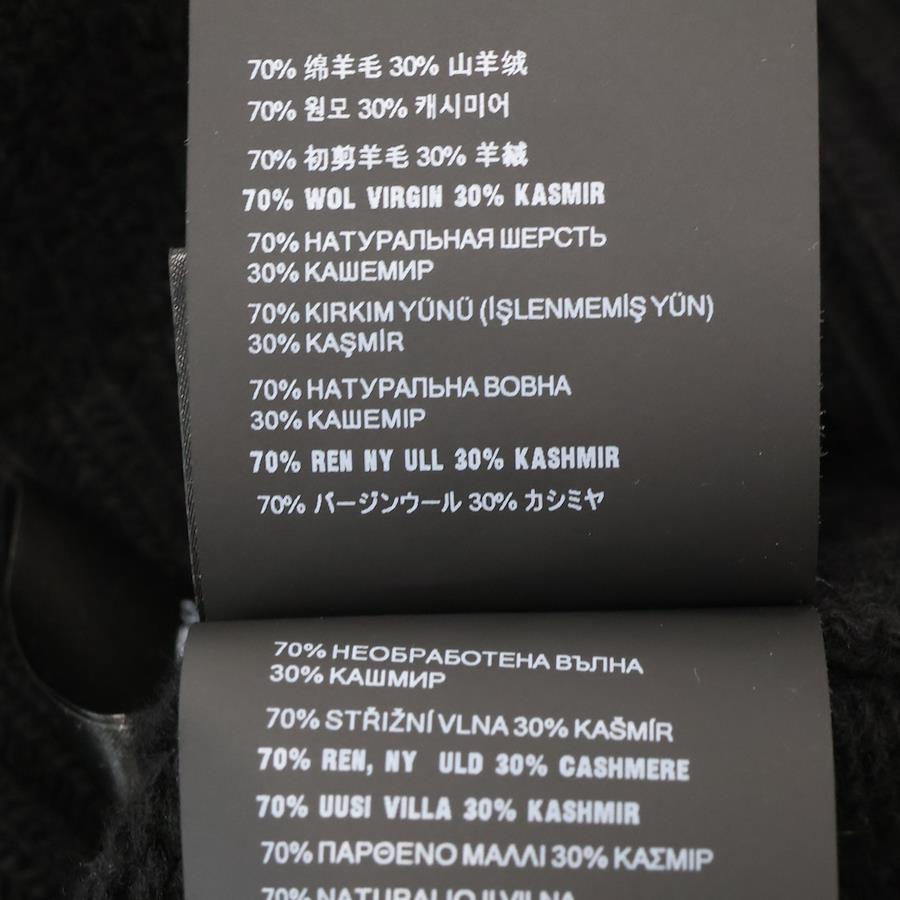 70% 绵羊毛 30% 山羊绒
70% 원모 30% 캐시미어
70% 初剪羊毛 30% 羊絨
70% WOL VIRGIN 30% KASMIR
70% НАТУРАЛЬНАЯ ШЕРСТЬ
30% КАШЕМИР
70% KIRKIM YÜNÜ (İŞLENMEMİŞ YÜN)
30% KAŞMİR
70% НАТУРАЛЬНА ВОВНА
30% КАШЕМІР
70% REN NY ULL 30% KASHMIR
70% バージンウール 30% カシミヤ
70% НЕОБРАБОТЕНА ВЪЛНА
30% КАШМИР
70% STŘIŽNÍ VLNA 30% KAŠMÍR
70% REN, NY ULD 30% CASHMERE
70% UUSI VILLA 30% KASHMIR
70% ΠΑΡΘΕΝΟ ΜΑΛΛΙ 30% ΚΑΣΜΙΡ
70%